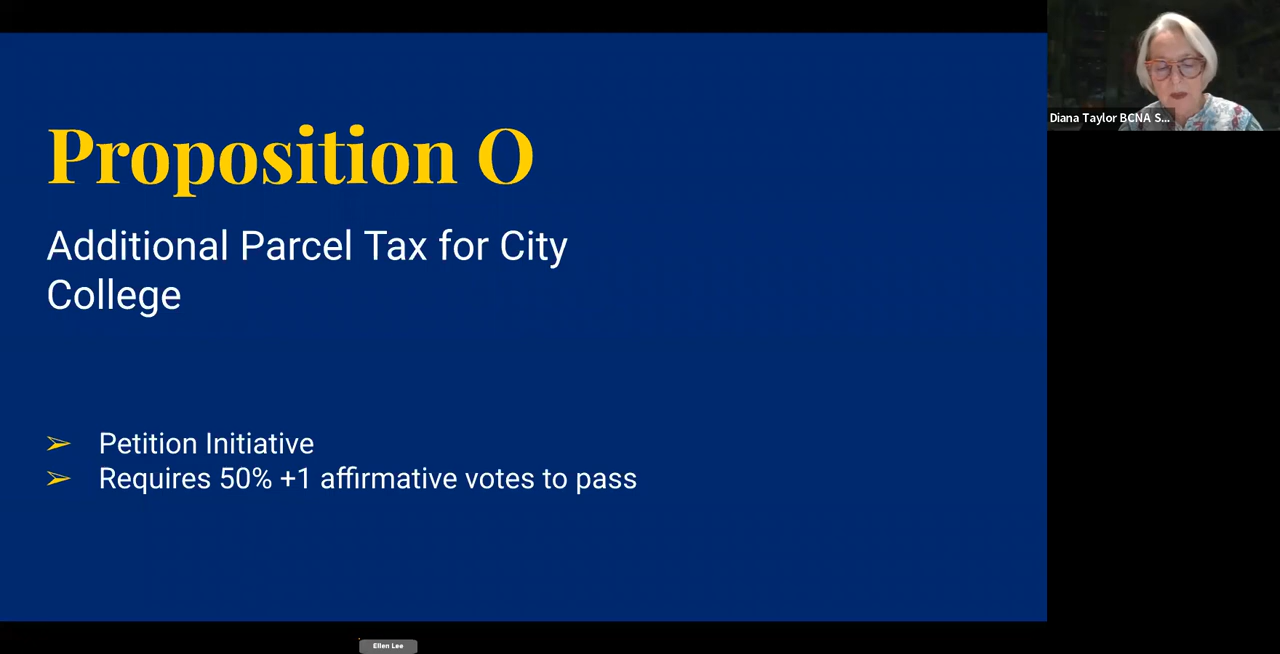 Proposition O
Additional Parcel Tax for City
College
➢ Petition Initiative
➢ Requires 50% +1 affirmative votes to pass
Diana Taylor BCNA S...
Ellen Lee